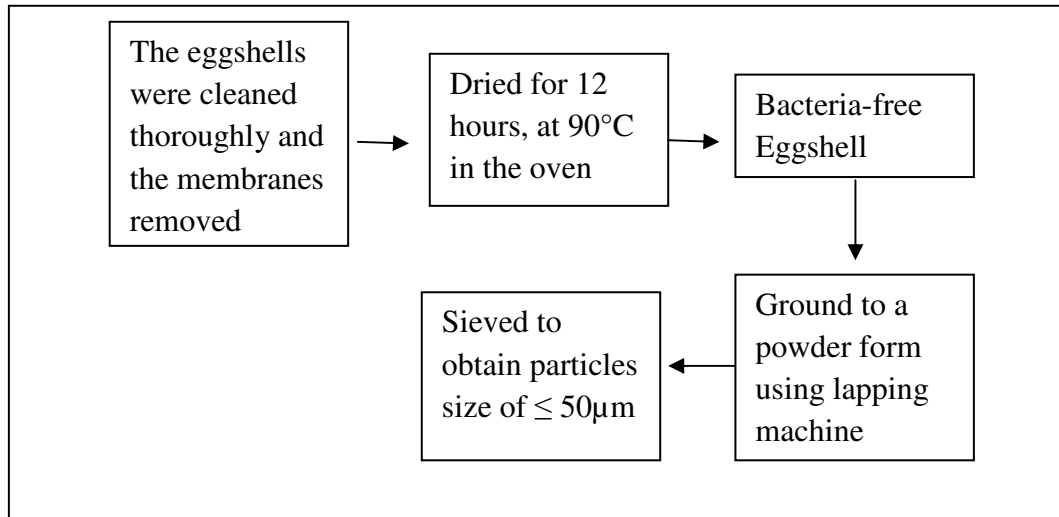 The eggshells
were cleaned
thoroughly and
the membranes
removed
Dried for 12
hours, at 90°C
in the oven
Bacteria-free
Eggshell
Ground to a
powder form
using lapping
machine
Sieved to
obtain particles
size of ≤ 50µm